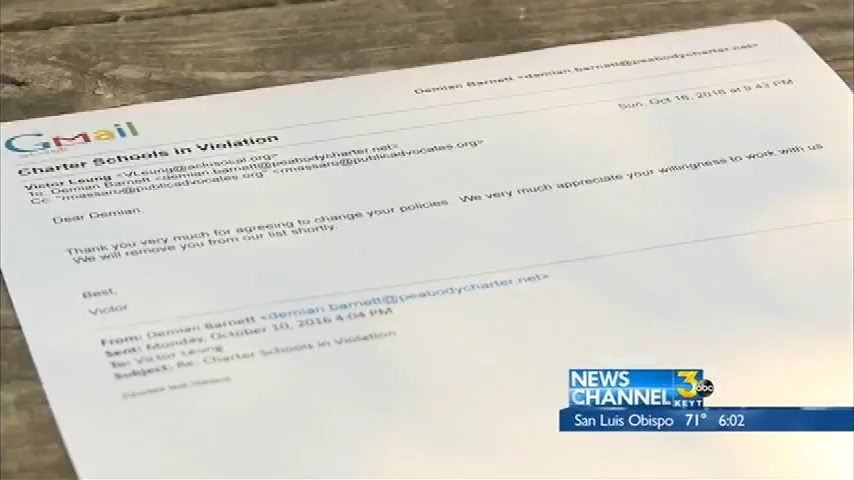 Demian Barnett <demian.barnett@peabodycharter.net>
Gmail
Sun, Oct 16, 2016 at 9:43 PM
Charter Schools in Violation
Victor Leung <VLeung@aclusocal.org>
To: Demian Barnett <demian.barnett@peabodycharter.net>
Cc: "rmassaro@publicadvocates.org" <rmassaro@publicadvocates.org>
Dear Demian,
Thank you very much for agreeing to change your policies. We very much appreciate your willingness to work with us
We will remove you from our list shortly.
Best,
Victor
From: Demian Barnett <demian.barnett@peabodycharter.net>
Sent: Monday, October 10, 2016 4:04 PM
To: Victor Leung
Subject: Re: Charter Schools in Violation
NEWS
CHANNEL 3 abc
KEYT
San Luis Obispo 71° 6:02